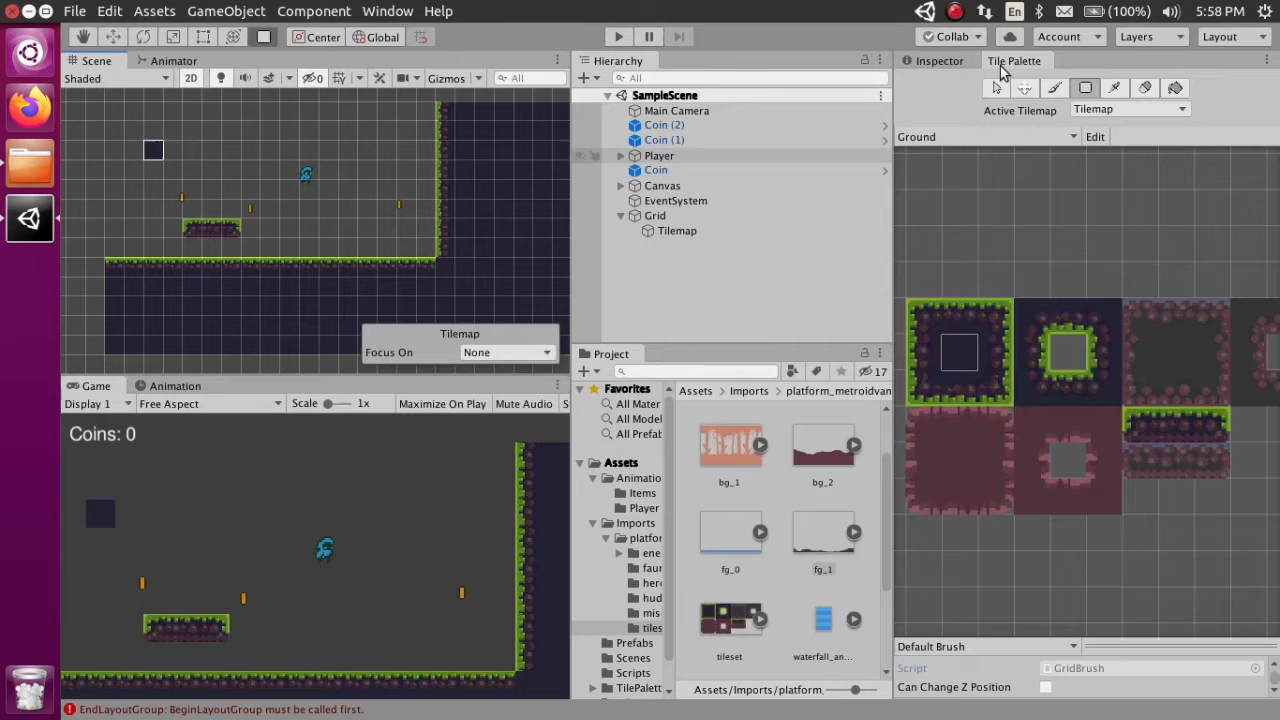 File Edit Assets GameObject Component Window Help
En (100%) 5:58 PM
Center Global Collab Account Layers Layout
Scene Animator
Shaded 2D 0 Gizmos All
Hierarchy
All
SampleScene
Main Camera
Coin (2)
Coin (1)
Player
Coin
Canvas
EventSystem
Grid
Tilemap
Tilemap
Focus On None
Inspector Tile Palette
Active Tilemap Tilemap
Ground Edit
Game Animation
Display 1 Free Aspect Scale 1x Maximize On Play Mute Audio S
Coins: 0
Project
17
Favorites
All Mater
All Model
All Prefab
Assets
Animatio
Items
Player
Imports
platfor
ene
faur
hero
hud
mis
tiles
Prefabs
Scenes
Scripts
TilePalett
Assets Imports platform_metroidvan
bg_1 bg_2
fg_0 fg_1
tileset waterfall_an...
Assets/Imports/platform_
Default Brush
Script GridBrush
Can Change Z Position
EndLayoutGroup: BeginLayoutGroup must be called first.